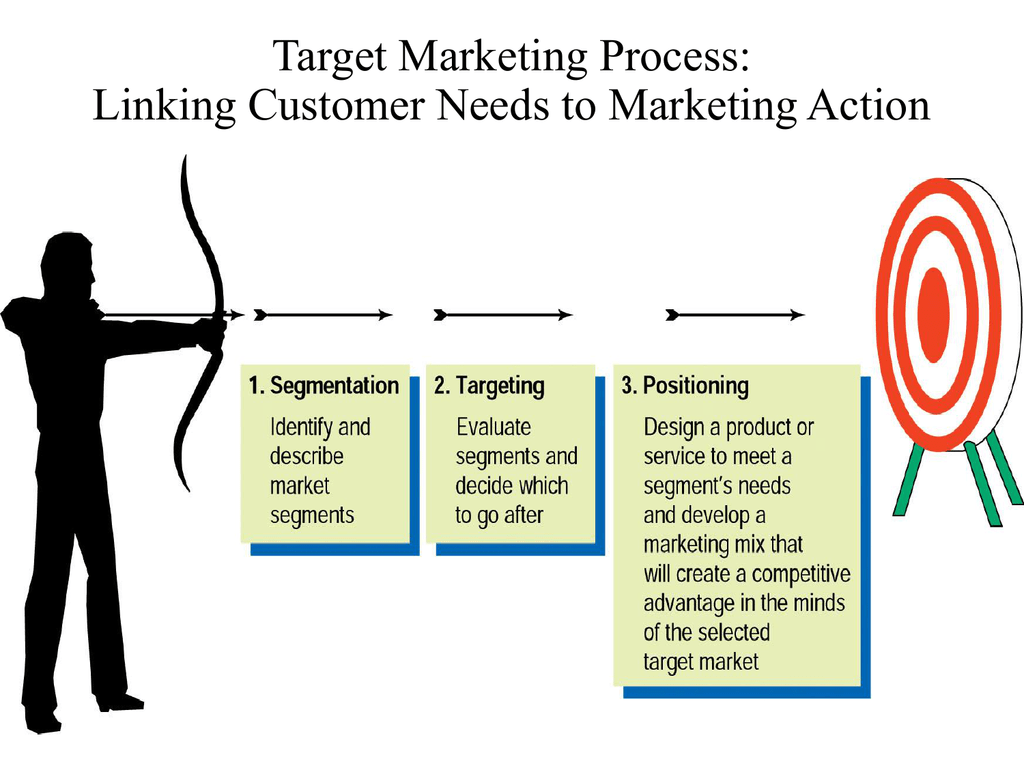 Target Marketing Process:
Linking Customer Needs to Marketing Action
1. Segmentation
Identify and
describe
market
segments
2. Targeting
Evaluate
segments and
decide which
to go after
3. Positioning
Design a product or
service to meet a
segment's needs
and develop a
marketing mix that
will create a competitive
advantage in the minds
of the selected
target market